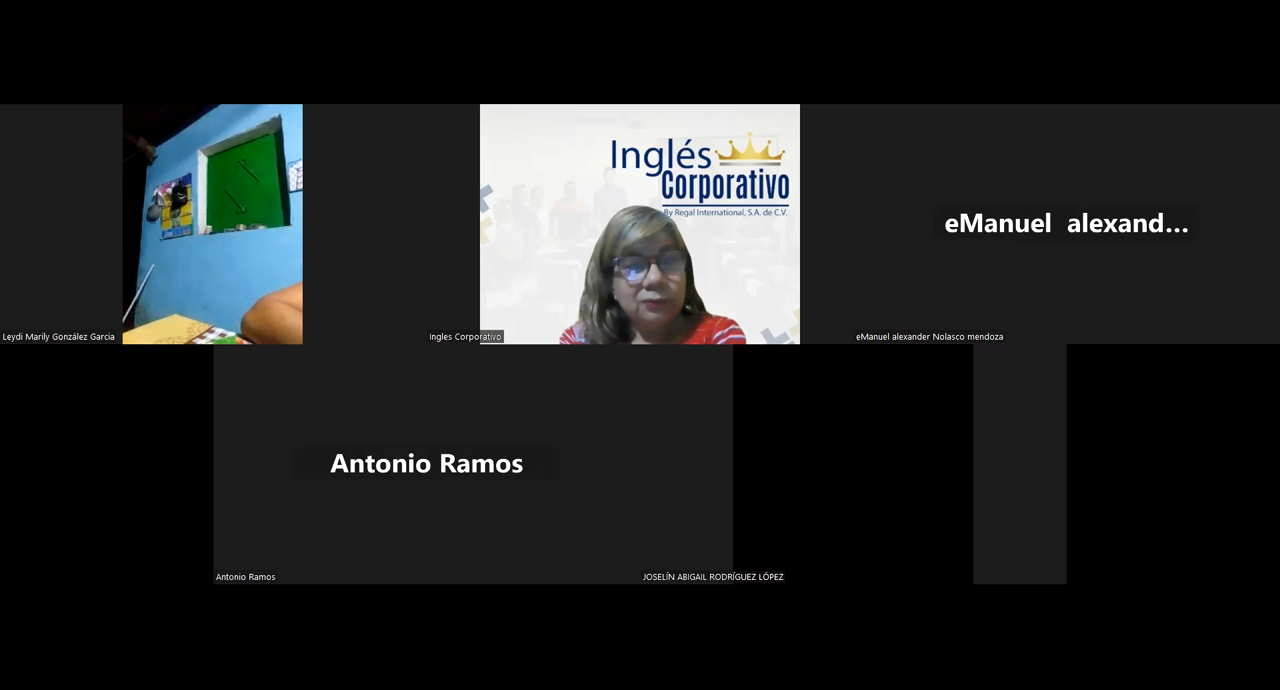 Inglés
Corporativo
By Regal International, S.A. de C.V.
eManuel alexand...
Leydi Marily González Garcia
Ingles Corporativo
eManuel alexander Nolasco mendoza
Antonio Ramos
Antonio Ramos
JOSELÍN ABIGAIL RODRÍGUEZ LÓPEZ